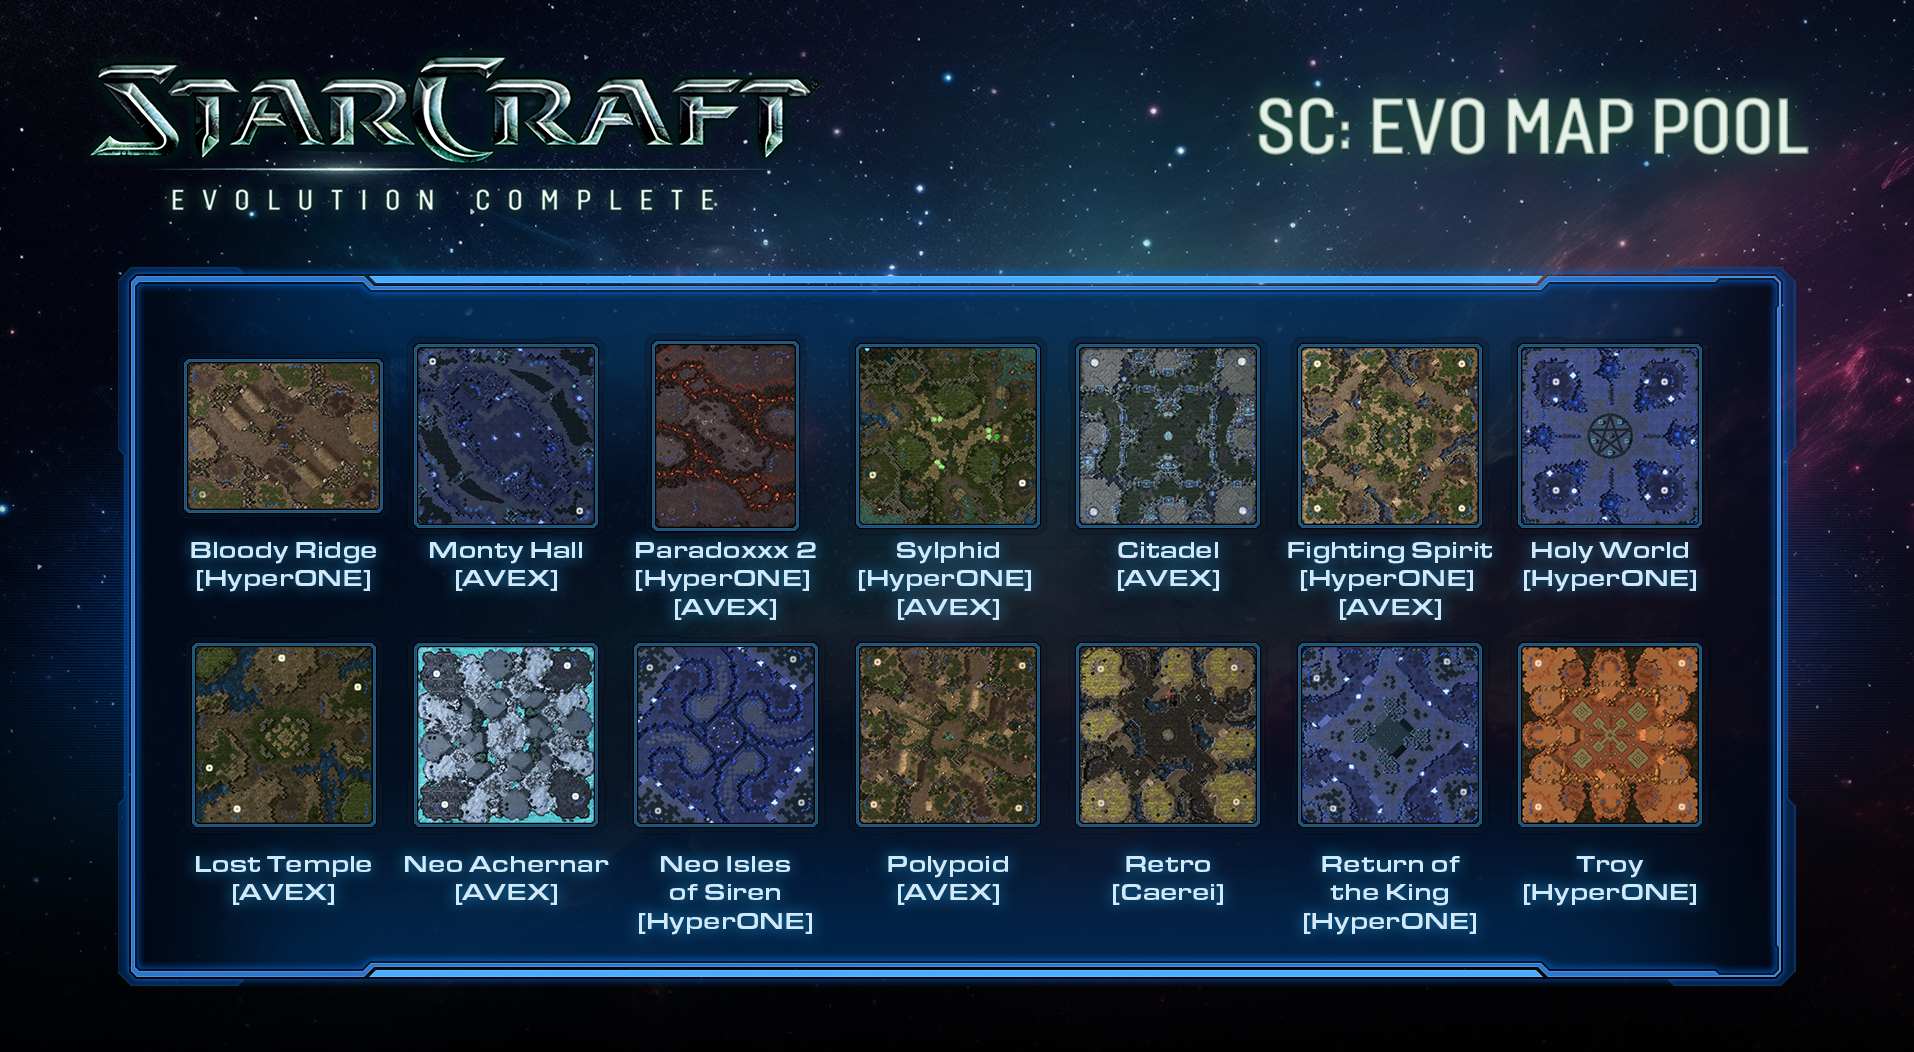 STARCRAFT
EVOLUTION COMPLETE
SC: EVO MAP POOL
Bloody Ridge
[HyperONE]
Monty Hall
[AVEX]
Paradoxxx 2
[HyperONE]
[AVEX]
Sylphid
[HyperONE]
[AVEX]
Citadel
[AVEX]
Fighting Spirit
[HyperONE]
[AVEX]
Holy World
[HyperONE]
Lost Temple
[AVEX]
Neo Achernar
[AVEX]
Neo Isles
of Siren
[HyperONE]
Polypoid
[AVEX]
Retro
[Caerei]
Return of
the King
[HyperONE]
Troy
[HyperONE]